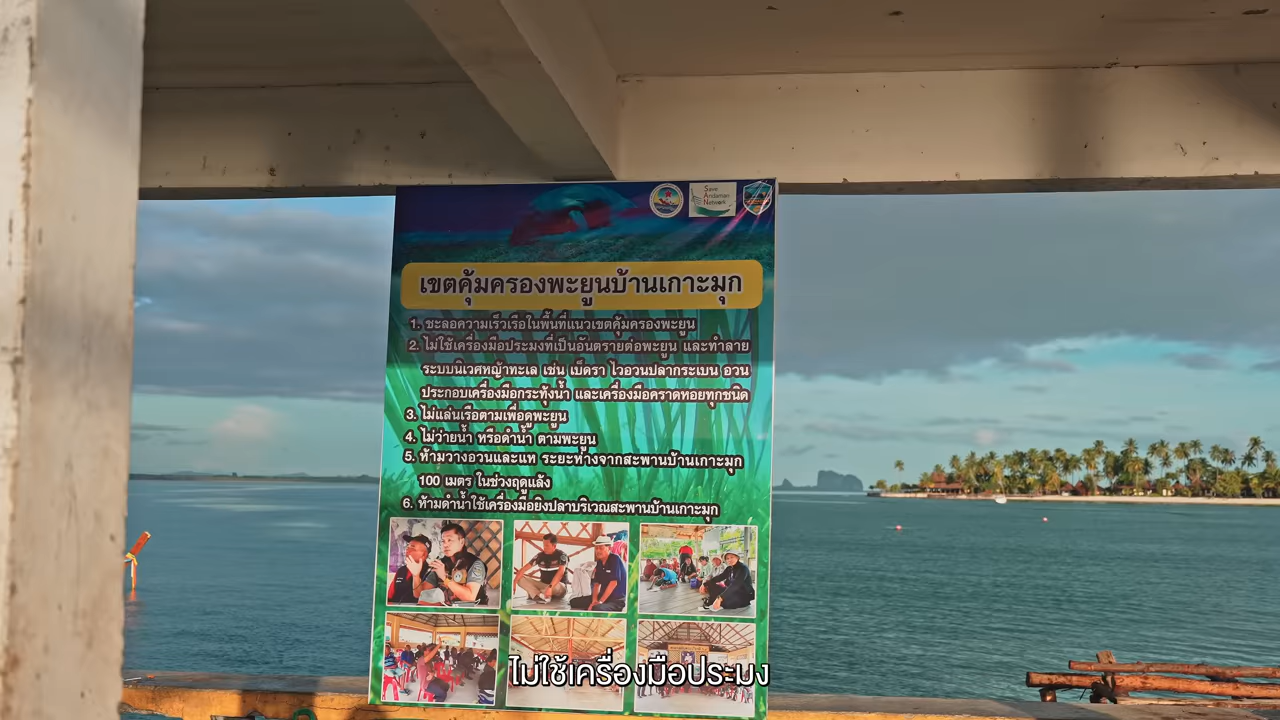 Save
Andaman
Network
เขตคุ้มครองพะยูนบ้านเกาะมุก
1. ชะลอความเร็วเรือในพื้นที่แนวเขตคุ้มครองพะยูน
2. ไม่ใช้เครื่องมือประมงที่เป็นอันตรายต่อพะยูน และทำลาย
ระบบนิเวศหญ้าทะเล เช่น เบ็ดรา ไวอวนปลากระเบน อวน
ประกอบเครื่องมือกระทุ้งน้ำ และเครื่องมือคราดหอยทุกชนิด
3. ไม่แล่นเรือตามเพื่อดูพะยูน
4. ไม่ว่ายน้ำ หรือดำน้ำ ตามพะยูน
5. ห้ามวางอวนและแห ระยะห่างจากสะพานบ้านเกาะมุก
100 เมตร ในช่วงฤดูแล้ง
6. ห้ามดำน้ำใช้เครื่องมือยิงปลาบริเวณสะพานบ้านเกาะมุก
ไม่ใช้เครื่องมือประมง